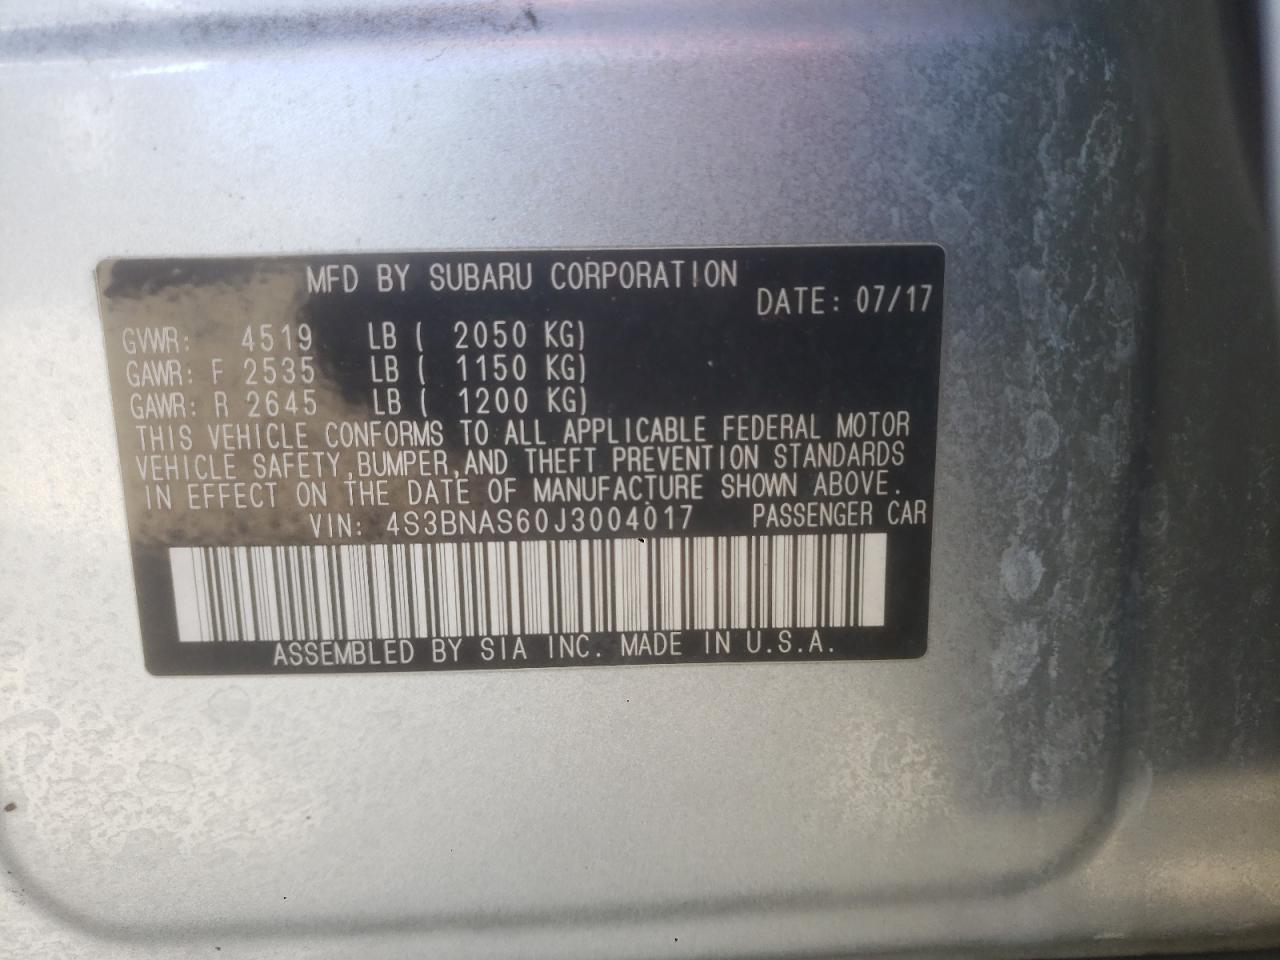 MFD BY SUBARU CORPORATION
DATE: 07/17
GVWR: 4519 LB ( 2050 KG)
GAWR: F 2535 LB ( 1150 KG)
GAWR: R 2645 LB ( 1200 KG)
THIS VEHICLE CONFORMS TO ALL APPLICABLE FEDERAL MOTOR
VEHICLE SAFETY,BUMPER,AND THEFT PREVENTION STANDARDS
IN EFFECT ON THE DATE OF MANUFACTURE SHOWN ABOVE.
VIN: 4S3BNAS60J3004017 PASSENGER CAR
ASSEMBLED BY SIA INC. MADE IN U.S.A.